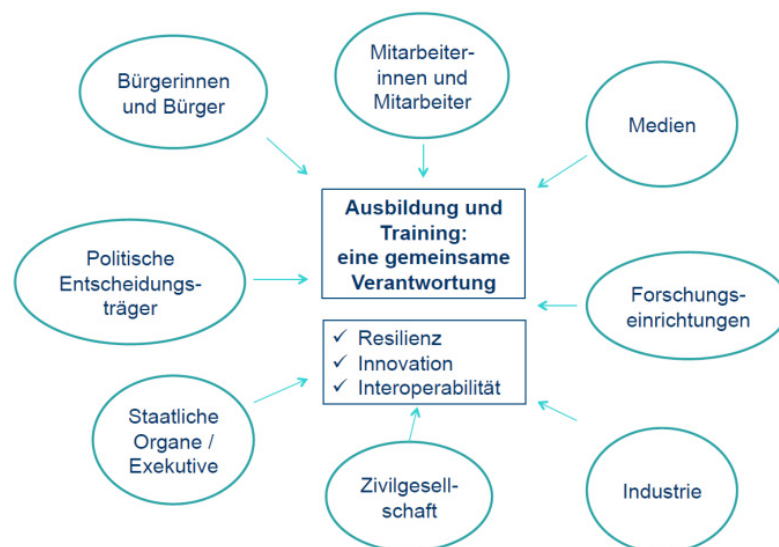 Mitarbeiter-
innen und
Mitarbeiter
Bürgerinnen
und Bürger
Medien
Ausbildung und
Training:
eine gemeinsame
Verantwortung
Politische
Entscheidungs-
träger
Forschungs-
einrichtungen
✓ Resilienz
✓ Innovation
✓ Interoperabilität
Staatliche
Organe /
Exekutive
Zivilgesell-
schaft
Industrie